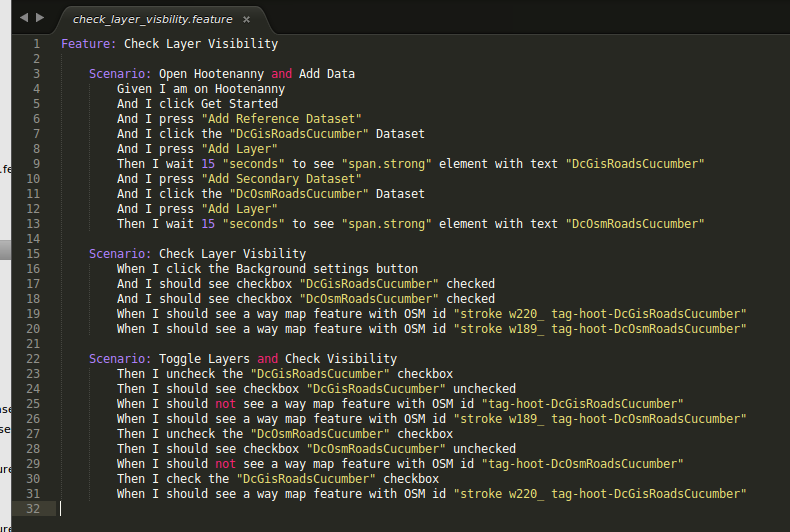 check_layer_visbility.feature ×
1 Feature: Check Layer Visibility
2
3 Scenario: Open Hootenanny and Add Data
4 Given I am on Hootenanny
5 And I click Get Started
6 And I press "Add Reference Dataset"
7 And I click the "DcGisRoadsCucumber" Dataset
8 And I press "Add Layer"
9 Then I wait 15 "seconds" to see "span.strong" element with text "DcGisRoadsCucumber"
10 And I press "Add Secondary Dataset"
11 And I click the "DcOsmRoadsCucumber" Dataset
12 And I press "Add Layer"
13 Then I wait 15 "seconds" to see "span.strong" element with text "DcOsmRoadsCucumber"
14
15 Scenario: Check Layer Visbility
16 When I click the Background settings button
17 And I should see checkbox "DcGisRoadsCucumber" checked
18 And I should see checkbox "DcOsmRoadsCucumber" checked
19 When I should see a way map feature with OSM id "stroke w220_ tag-hoot-DcGisRoadsCucumber"
20 When I should see a way map feature with OSM id "stroke w189_ tag-hoot-DcOsmRoadsCucumber"
21
22 Scenario: Toggle Layers and Check Visibility
23 Then I uncheck the "DcGisRoadsCucumber" checkbox
24 Then I should see checkbox "DcGisRoadsCucumber" unchecked
25 When I should not see a way map feature with OSM id "tag-hoot-DcGisRoadsCucumber"
26 When I should see a way map feature with OSM id "stroke w189_ tag-hoot-DcOsmRoadsCucumber"
27 Then I uncheck the "DcOsmRoadsCucumber" checkbox
28 Then I should see checkbox "DcOsmRoadsCucumber" unchecked
29 When I should not see a way map feature with OSM id "tag-hoot-DcOsmRoadsCucumber"
30 Then I check the "DcGisRoadsCucumber" checkbox
31 When I should see a way map feature with OSM id "stroke w220_ tag-hoot-DcGisRoadsCucumber"
32